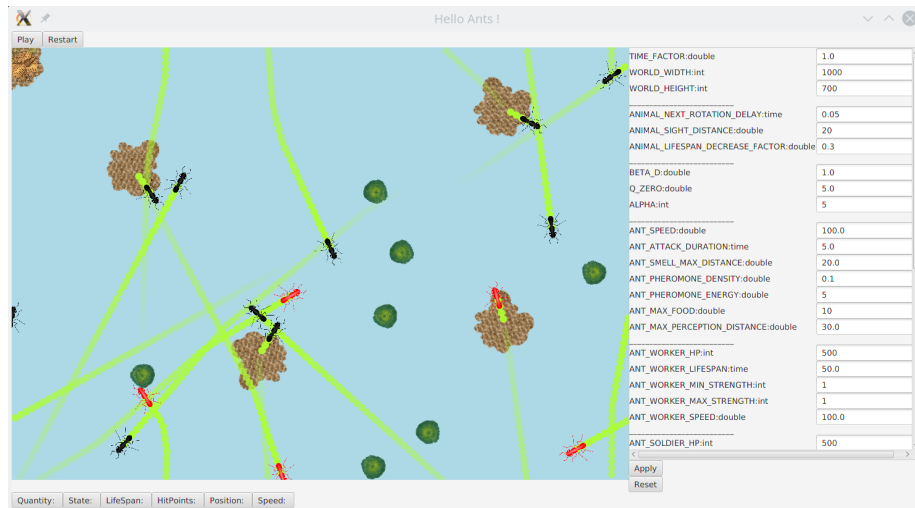 Hello Ants !
Play Restart
TIME_FACTOR:double 1.0
WORLD_WIDTH:int 1000
WORLD_HEIGHT:int 700
ANIMAL_NEXT_ROTATION_DELAY:time 0.05
ANIMAL_SIGHT_DISTANCE:double 20
ANIMAL_LIFESPAN_DECREASE_FACTOR:double 0.3
BETA_D:double 1.0
Q_ZERO:double 5.0
ALPHA:int 5
ANT_SPEED:double 100.0
ANT_ATTACK_DURATION:time 5.0
ANT_SMELL_MAX_DISTANCE:double 20.0
ANT_PHEROMONE_DENSITY:double 0.1
ANT_PHEROMONE_ENERGY:double 5
ANT_MAX_FOOD:double 10
ANT_MAX_PERCEPTION_DISTANCE:double 30.0
ANT_WORKER_HP:int 500
ANT_WORKER_LIFESPAN:time 50.0
ANT_WORKER_MIN_STRENGTH:int 1
ANT_WORKER_MAX_STRENGTH:int 1
ANT_WORKER_SPEED:double 100.0
ANT_SOLDIER_HP:int 500
Apply
Reset
Quantity: State: LifeSpan: HitPoints: Position: Speed: